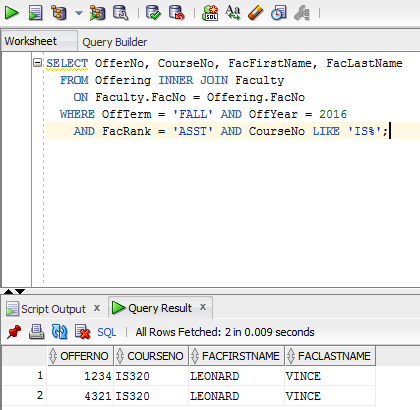 Worksheet Query Builder
SELECT OfferNo, CourseNo, FacFirstName, FacLastName
FROM Offering INNER JOIN Faculty
ON Faculty.FacNo = Offering.FacNo
WHERE OffTerm = 'FALL' AND OffYear = 2016
AND FacRank = 'ASST' AND CourseNo LIKE 'IS%';
Script Output x Query Result x
SQL All Rows Fetched: 2 in 0.009 seconds
OFFERNO COURSENO FACFIRSTNAME FACLASTNAME
1 1234 IS320 LEONARD VINCE
2 4321 IS320 LEONARD VINCE